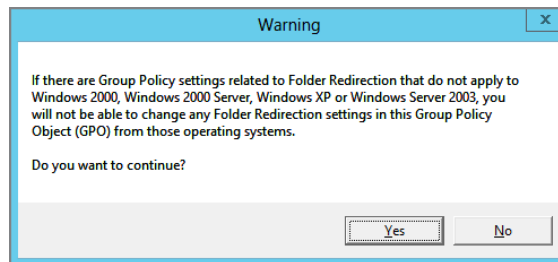 Warning
x
If there are Group Policy settings related to Folder Redirection that do not apply to
Windows 2000, Windows 2000 Server, Windows XP or Windows Server 2003, you
will not be able to change any Folder Redirection settings in this Group Policy
Object (GPO) from those operating systems.
Do you want to continue?
Yes
No